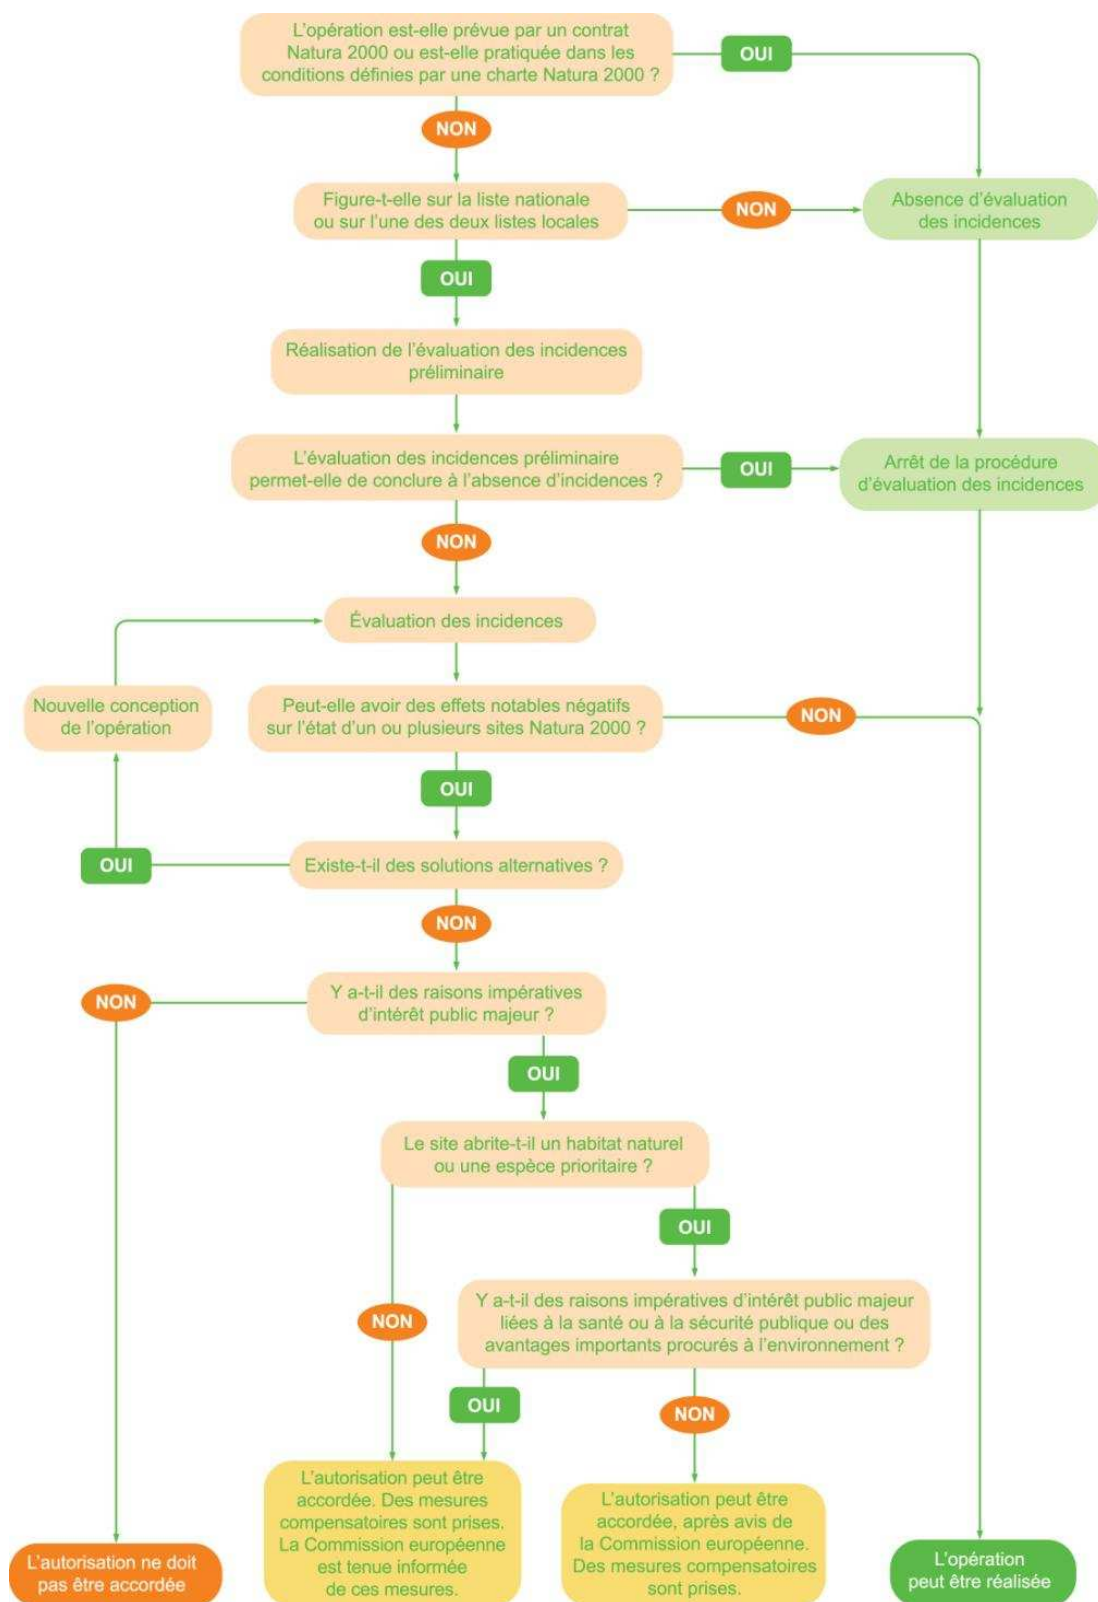 L'opération est-elle prévue par un contrat
Natura 2000 ou est-elle pratiquée dans les
conditions définies par une charte Natura 2000 ?
OUI
NON
Figure-t-elle sur la liste nationale
ou sur l'une des deux listes locales
NON
Absence d'évaluation
des incidences
OUI
Réalisation de l'évaluation des incidences
préliminaire
L'évaluation des incidences préliminaire
permet-elle de conclure à l'absence d'incidences ?
OUI
Arrêt de la procédure
d'évaluation des incidences
NON
Évaluation des incidences
Nouvelle conception
de l'opération
Peut-elle avoir des effets notables négatifs
sur l'état d'un ou plusieurs sites Natura 2000 ?
NON
OUI
OUI
Existe-t-il des solutions alternatives ?
NON
NON
Y a-t-il des raisons impératives
d'intérêt public majeur ?
OUI
Le site abrite-t-il un habitat naturel
ou une espèce prioritaire ?
OUI
NON
Y a-t-il des raisons impératives d'intérêt public majeur
liées à la santé ou à la sécurité publique ou des
avantages importants procurés à l'environnement ?
OUI
NON
L'autorisation peut être
accordée. Des mesures
compensatoires sont prises.
La Commission européenne
est tenue informée
de ces mesures.
L'autorisation peut être
accordée, après avis de
la Commission européenne.
Des mesures compensatoires
sont prises.
L'autorisation ne doit
pas être accordée
L'opération
peut être réalisée